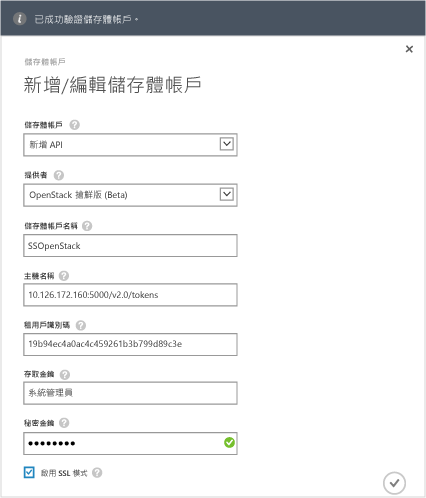 已成功驗證儲存體帳戶。
儲存體帳戶
新增/編輯儲存體帳戶
儲存體帳戶
新增 API
提供者
OpenStack 搶鮮版 (Beta)
儲存體帳戶名稱
SSOpenStack
主機名稱
10.126.172.160:5000/v2.0/tokens
租用戶識別碼
19b94ec4a0ac4c459261b3b799d89c3e
存取金鑰
系統管理員
秘密金鑰
●●●●●●●●
啟用 SSL 模式